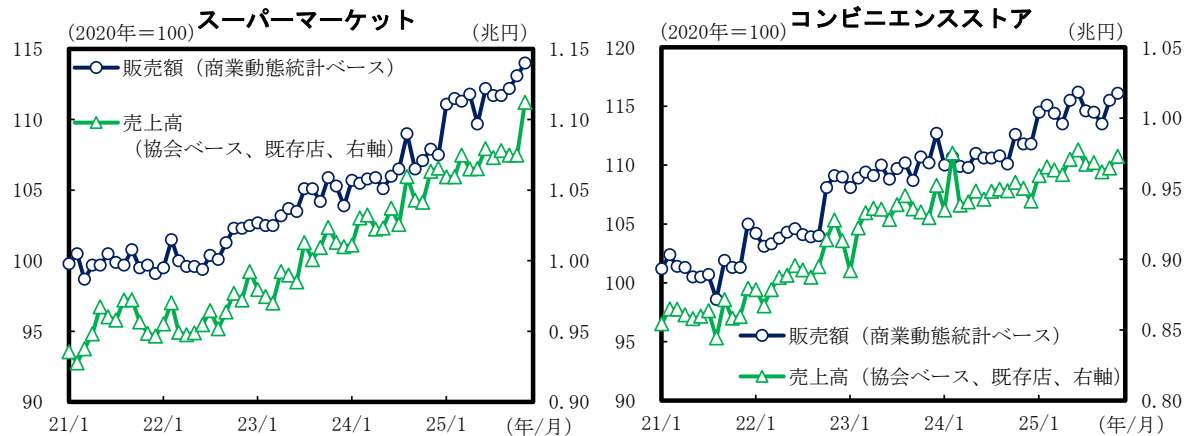 スーパーマーケット
(2020年＝100)
(兆円)
115
110
105
100
95
90
1.15
1.10
1.05
1.00
0.95
0.90
販売額（商業動態統計ベース）
売上高
（協会ベース、既存店、右軸）
21/1
22/1
23/1
24/1
25/1
(年/月)
コンビニエンスストア
(2020年＝100)
(兆円)
120
115
110
105
100
95
90
1.05
1.00
0.95
0.90
0.85
0.80
販売額（商業動態統計ベース）
売上高（協会ベース、既存店、右軸）
21/1
22/1
23/1
24/1
25/1
(年/月)